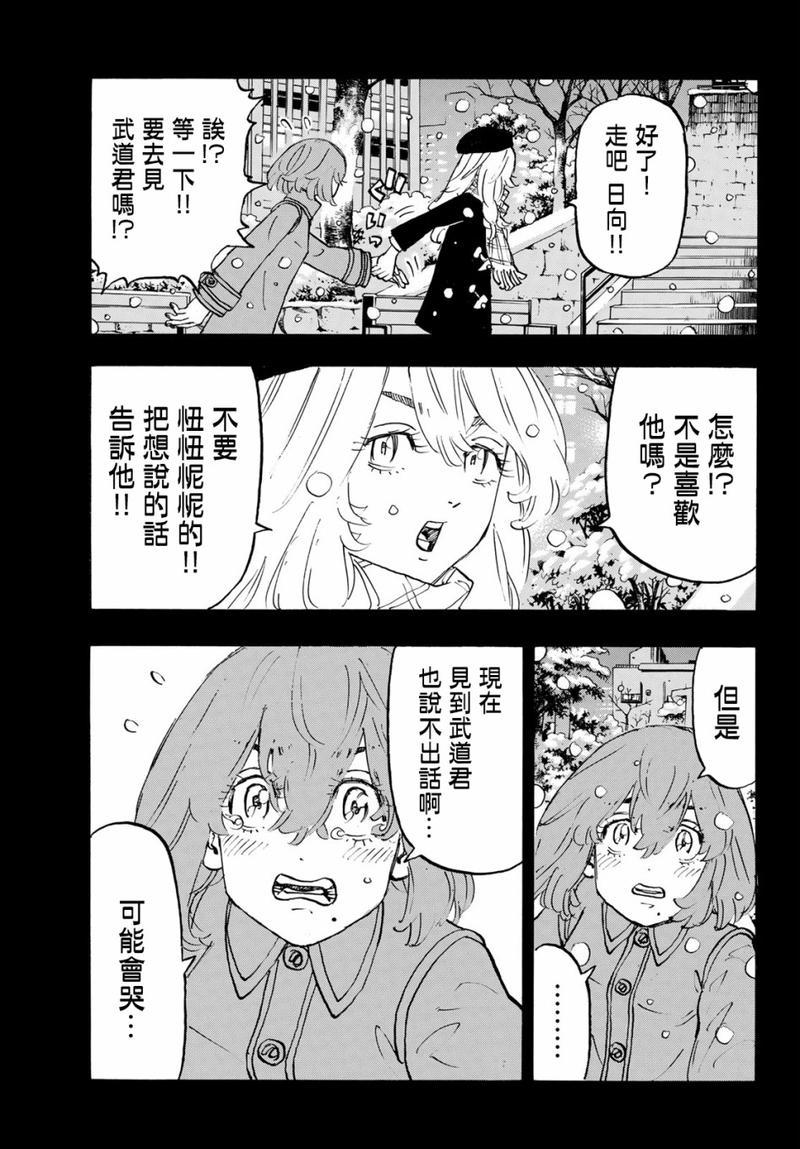 好了！
走吧 日向!!
誒!?
等一下!!
要去見
武道君嗎!?
怎麼!?
不是喜歡
他嗎？
不要
忸忸怩怩的!!
把想說的話
告訴他!!
但是
………
現在
見到武道君
也說不出話啊…
可能會哭…